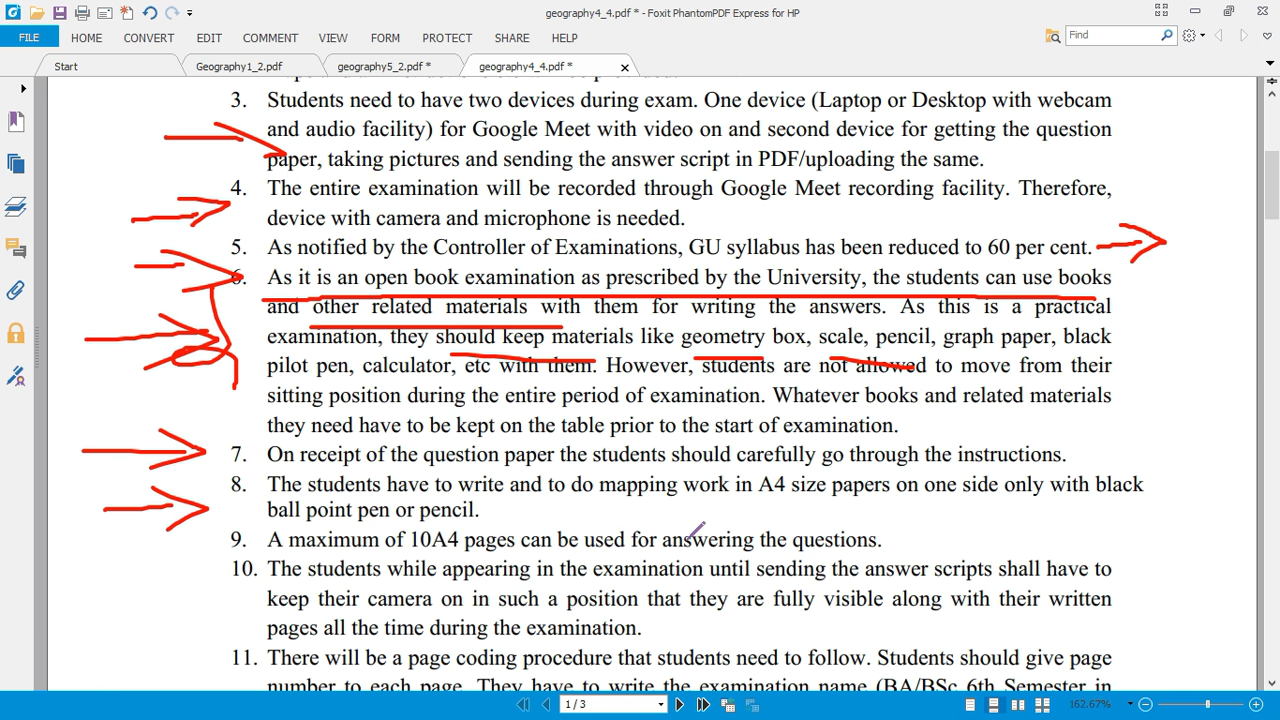 geography4_4.pdf * - Foxit PhantomPDF Express for HP
FILE HOME CONVERT EDIT COMMENT VIEW FORM PROTECT SHARE HELP Find
Start Geography1_2.pdf geography5_2.pdf * geography4_4.pdf *
3. Students need to have two devices during exam. One device (Laptop or Desktop with webcam
and audio facility) for Google Meet with video on and second device for getting the question
paper, taking pictures and sending the answer script in PDF/uploading the same.
4. The entire examination will be recorded through Google Meet recording facility. Therefore,
device with camera and microphone is needed.
5. As notified by the Controller of Examinations, GU syllabus has been reduced to 60 per cent.
6. As it is an open book examination as prescribed by the University, the students can use books
and other related materials with them for writing the answers. As this is a practical
examination, they should keep materials like geometry box, scale, pencil, graph paper, black
pilot pen, calculator, etc with them. However, students are not allowed to move from their
sitting position during the entire period of examination. Whatever books and related materials
they need have to be kept on the table prior to the start of examination.
7. On receipt of the question paper the students should carefully go through the instructions.
8. The students have to write and to do mapping work in A4 size papers on one side only with black
ball point pen or pencil.
9. A maximum of 10A4 pages can be used for answering the questions.
10. The students while appearing in the examination until sending the answer scripts shall have to
keep their camera on in such a position that they are fully visible along with their written
pages all the time during the examination.
11. There will be a page coding procedure that students need to follow. Students should give page
number to each page. They have to write the examination name (BA/BSc 6th Semester in
1 / 3 162.67%